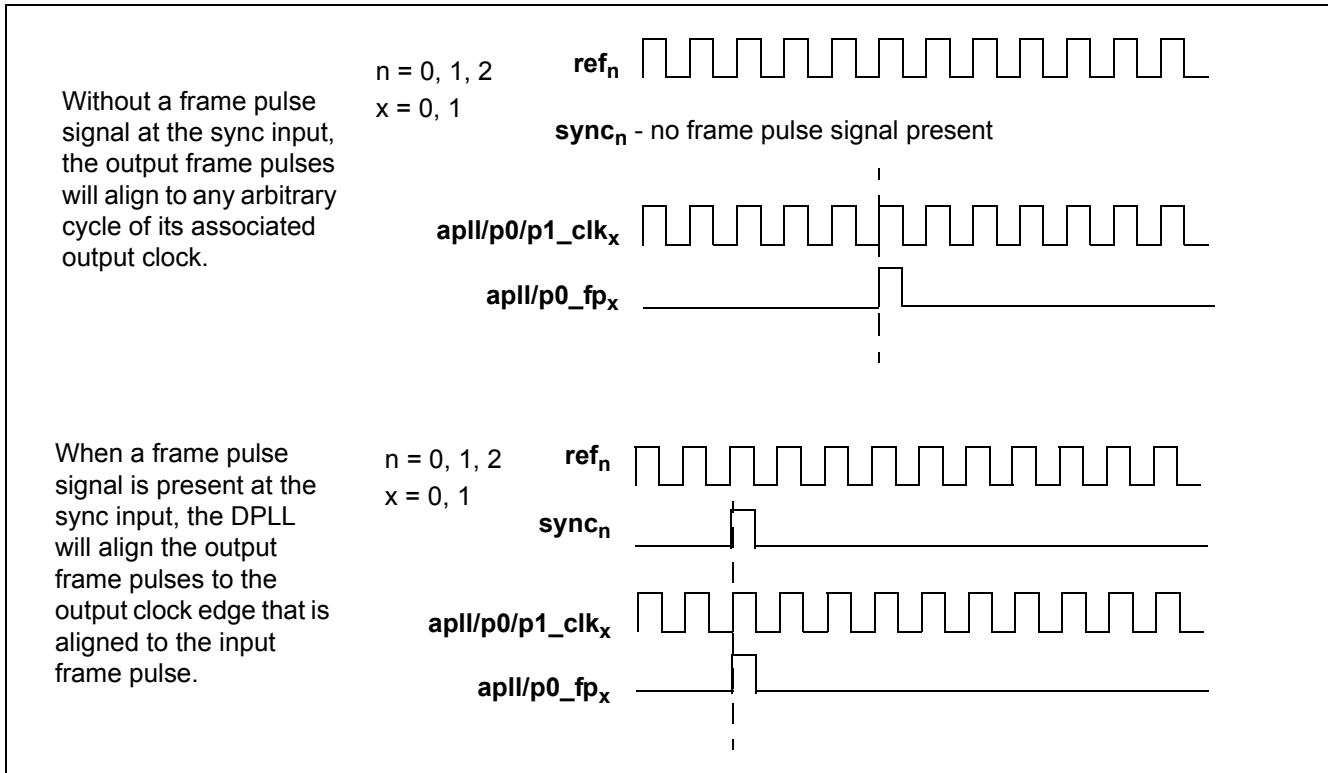 Without a frame pulse
signal at the sync input,
the output frame pulses
will align to any arbitrary
cycle of its associated
output clock.
n = 0, 1, 2
x = 0, 1
refn
syncn - no frame pulse signal present
apll/p0/p1_clkx
apll/p0_fpx
When a frame pulse
signal is present at the
sync input, the DPLL
will align the output
frame pulses to the
output clock edge that is
aligned to the input
frame pulse.
n = 0, 1, 2
x = 0, 1
refn
syncn
apll/p0/p1_clkx
apll/p0_fpx